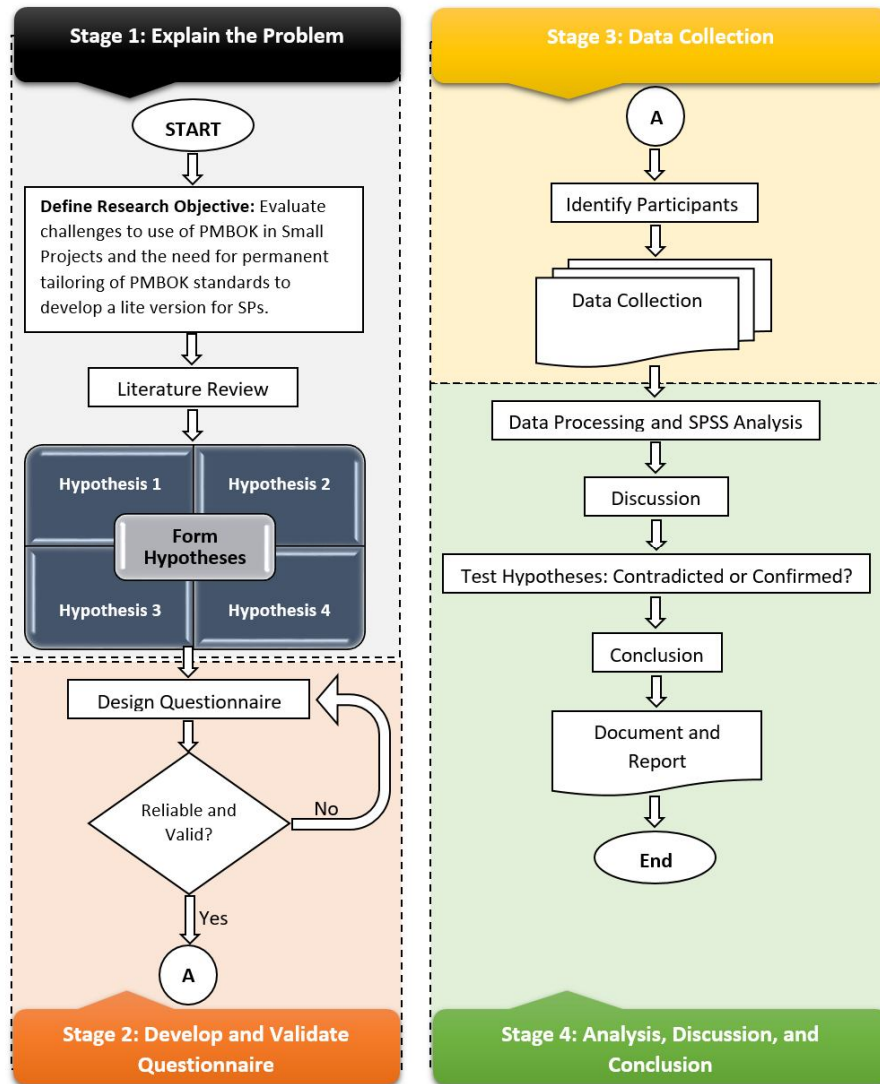 Stage 1: Explain the Problem
START
Define Research Objective: Evaluate
challenges to use of PMBOK in Small
Projects and the need for permanent
tailoring of PMBOK standards to
develop a lite version for SPs.
Literature Review
Hypothesis 1
Hypothesis 2
Form
Hypotheses
Hypothesis 3
Hypothesis 4
Design Questionnaire
Reliable and
Valid?
No
Yes
A
Stage 2: Develop and Validate
Questionnaire
Stage 3: Data Collection
A
Identify Participants
Data Collection
Data Processing and SPSS Analysis
Discussion
Test Hypotheses: Contradicted or Confirmed?
Conclusion
Document and
Report
End
Stage 4: Analysis, Discussion, and
Conclusion